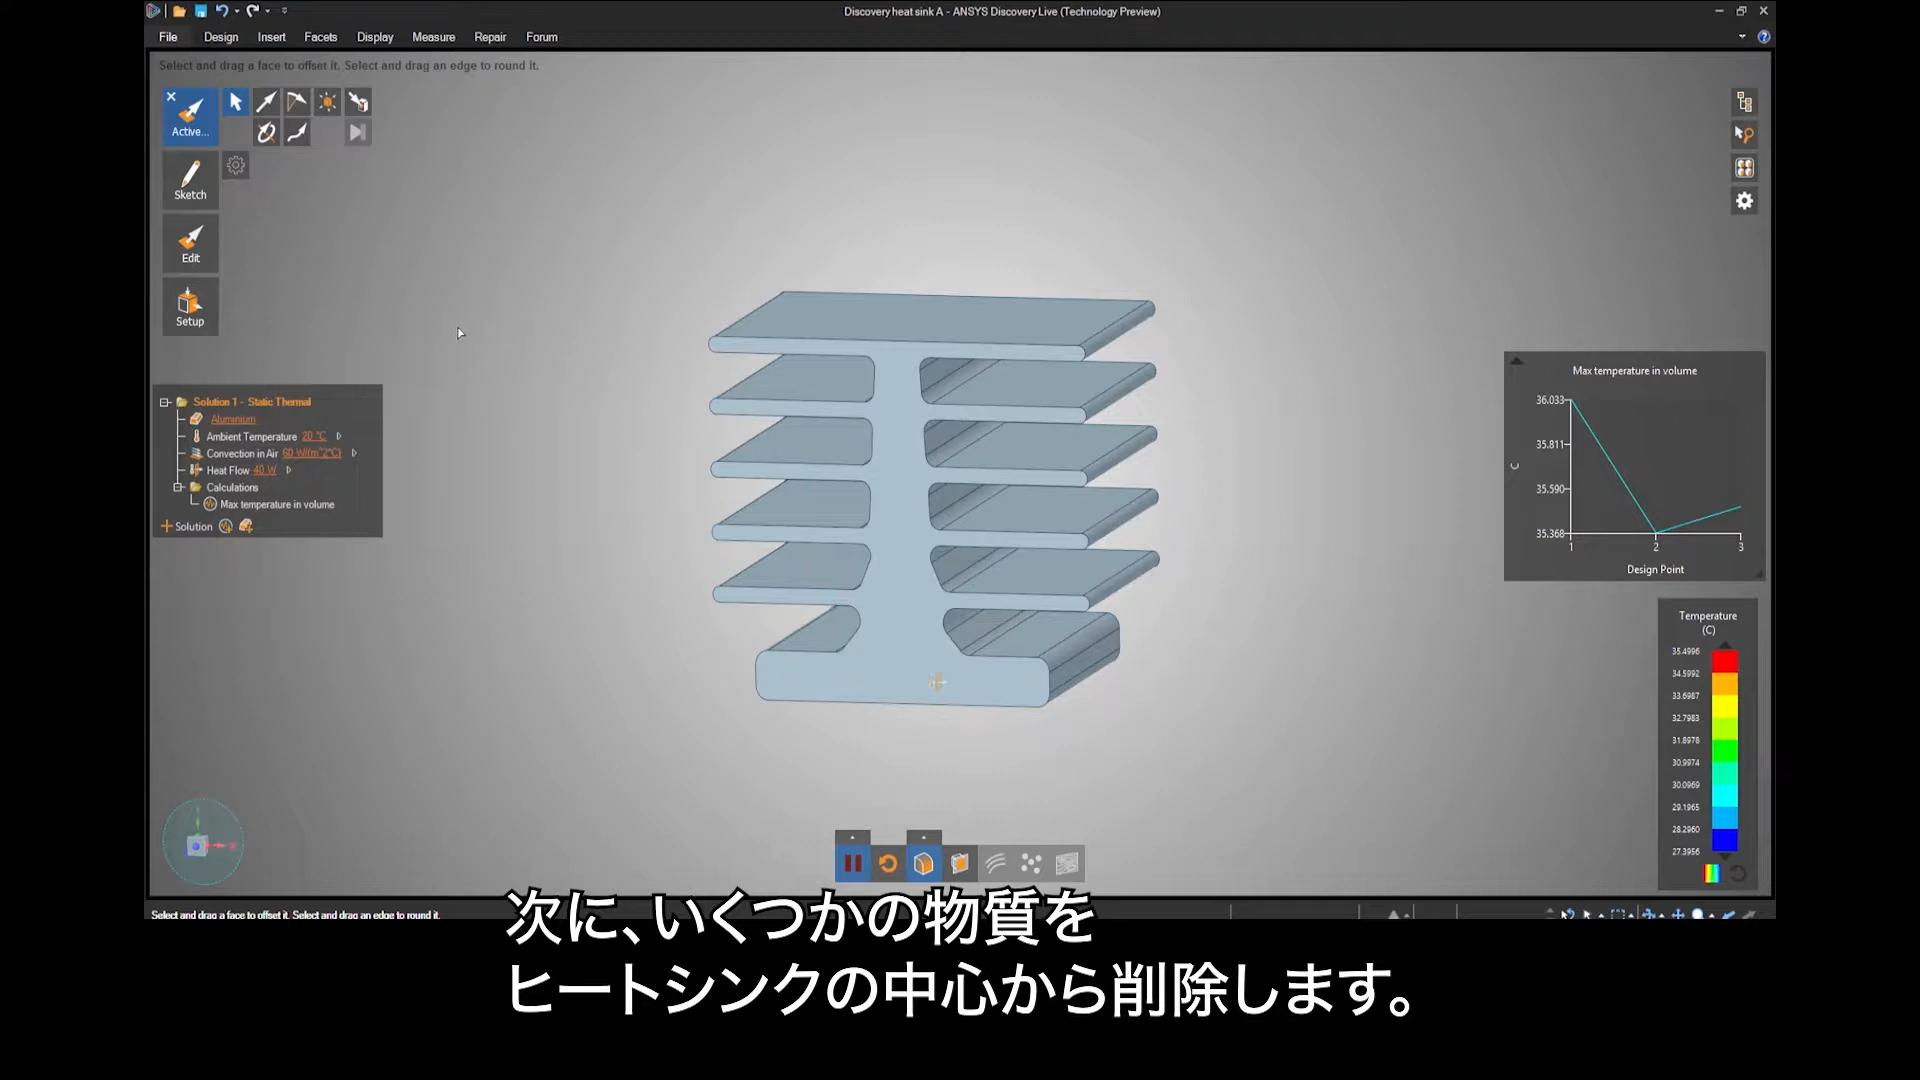 Discovery heat sink A - ANSYS Discovery Live (Technology Preview)
File Design Insert Facets Display Measure Repair Forum
Select and drag a face to offset it. Select and drag an edge to round it.
Active...
Sketch
Edit
Setup
Solution 1 - Static Thermal
Aluminium
Ambient Temperature 20 °C
Convection in Air 60 W/(m^2°C)
Heat Flow 40 W
Calculations
Max temperature in volume
Solution
Max temperature in volume
36.033
35.811
35.590
35.368
C
1 2 3
Design Point
Temperature
(C)
35.4996
34.5992
33.6987
32.7983
31.8978
30.9974
30.0969
29.1965
28.2960
27.3956
Select and drag a face to offset it. Select and drag an edge to round it.
次に、いくつかの物質を
ヒートシンクの中心から削除します。